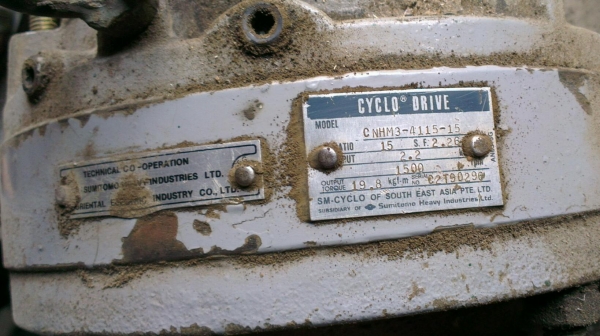 TECHNICAL CO-OPERATION
INDUSTRIES LTD.
INDUSTRY CO., LTD.
CYCLO® DRIVE
MODEL CNHM3-4115-15
15 S.F. 2.26
2.2
1500
OUTPUT TORQUE 19.8 kgf-m NO
SM-CYCLO OF SOUTH EAST ASIA PTE. LTD.
SUBSIDIARY OF Sumitomo Heavy Industries Ltd